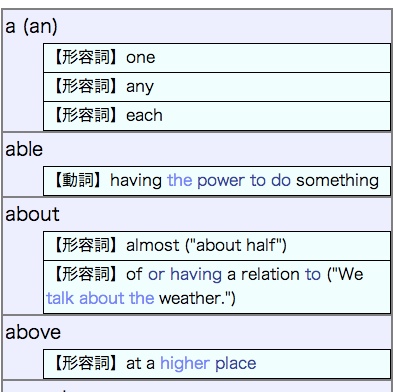 a (an)
【形容詞】one
【形容詞】any
【形容詞】each
able
【動詞】having the power to do something
about
【形容詞】almost ("about half")
【形容詞】of or having a relation to ("We
talk about the weather.")
above
【形容詞】at a higher place